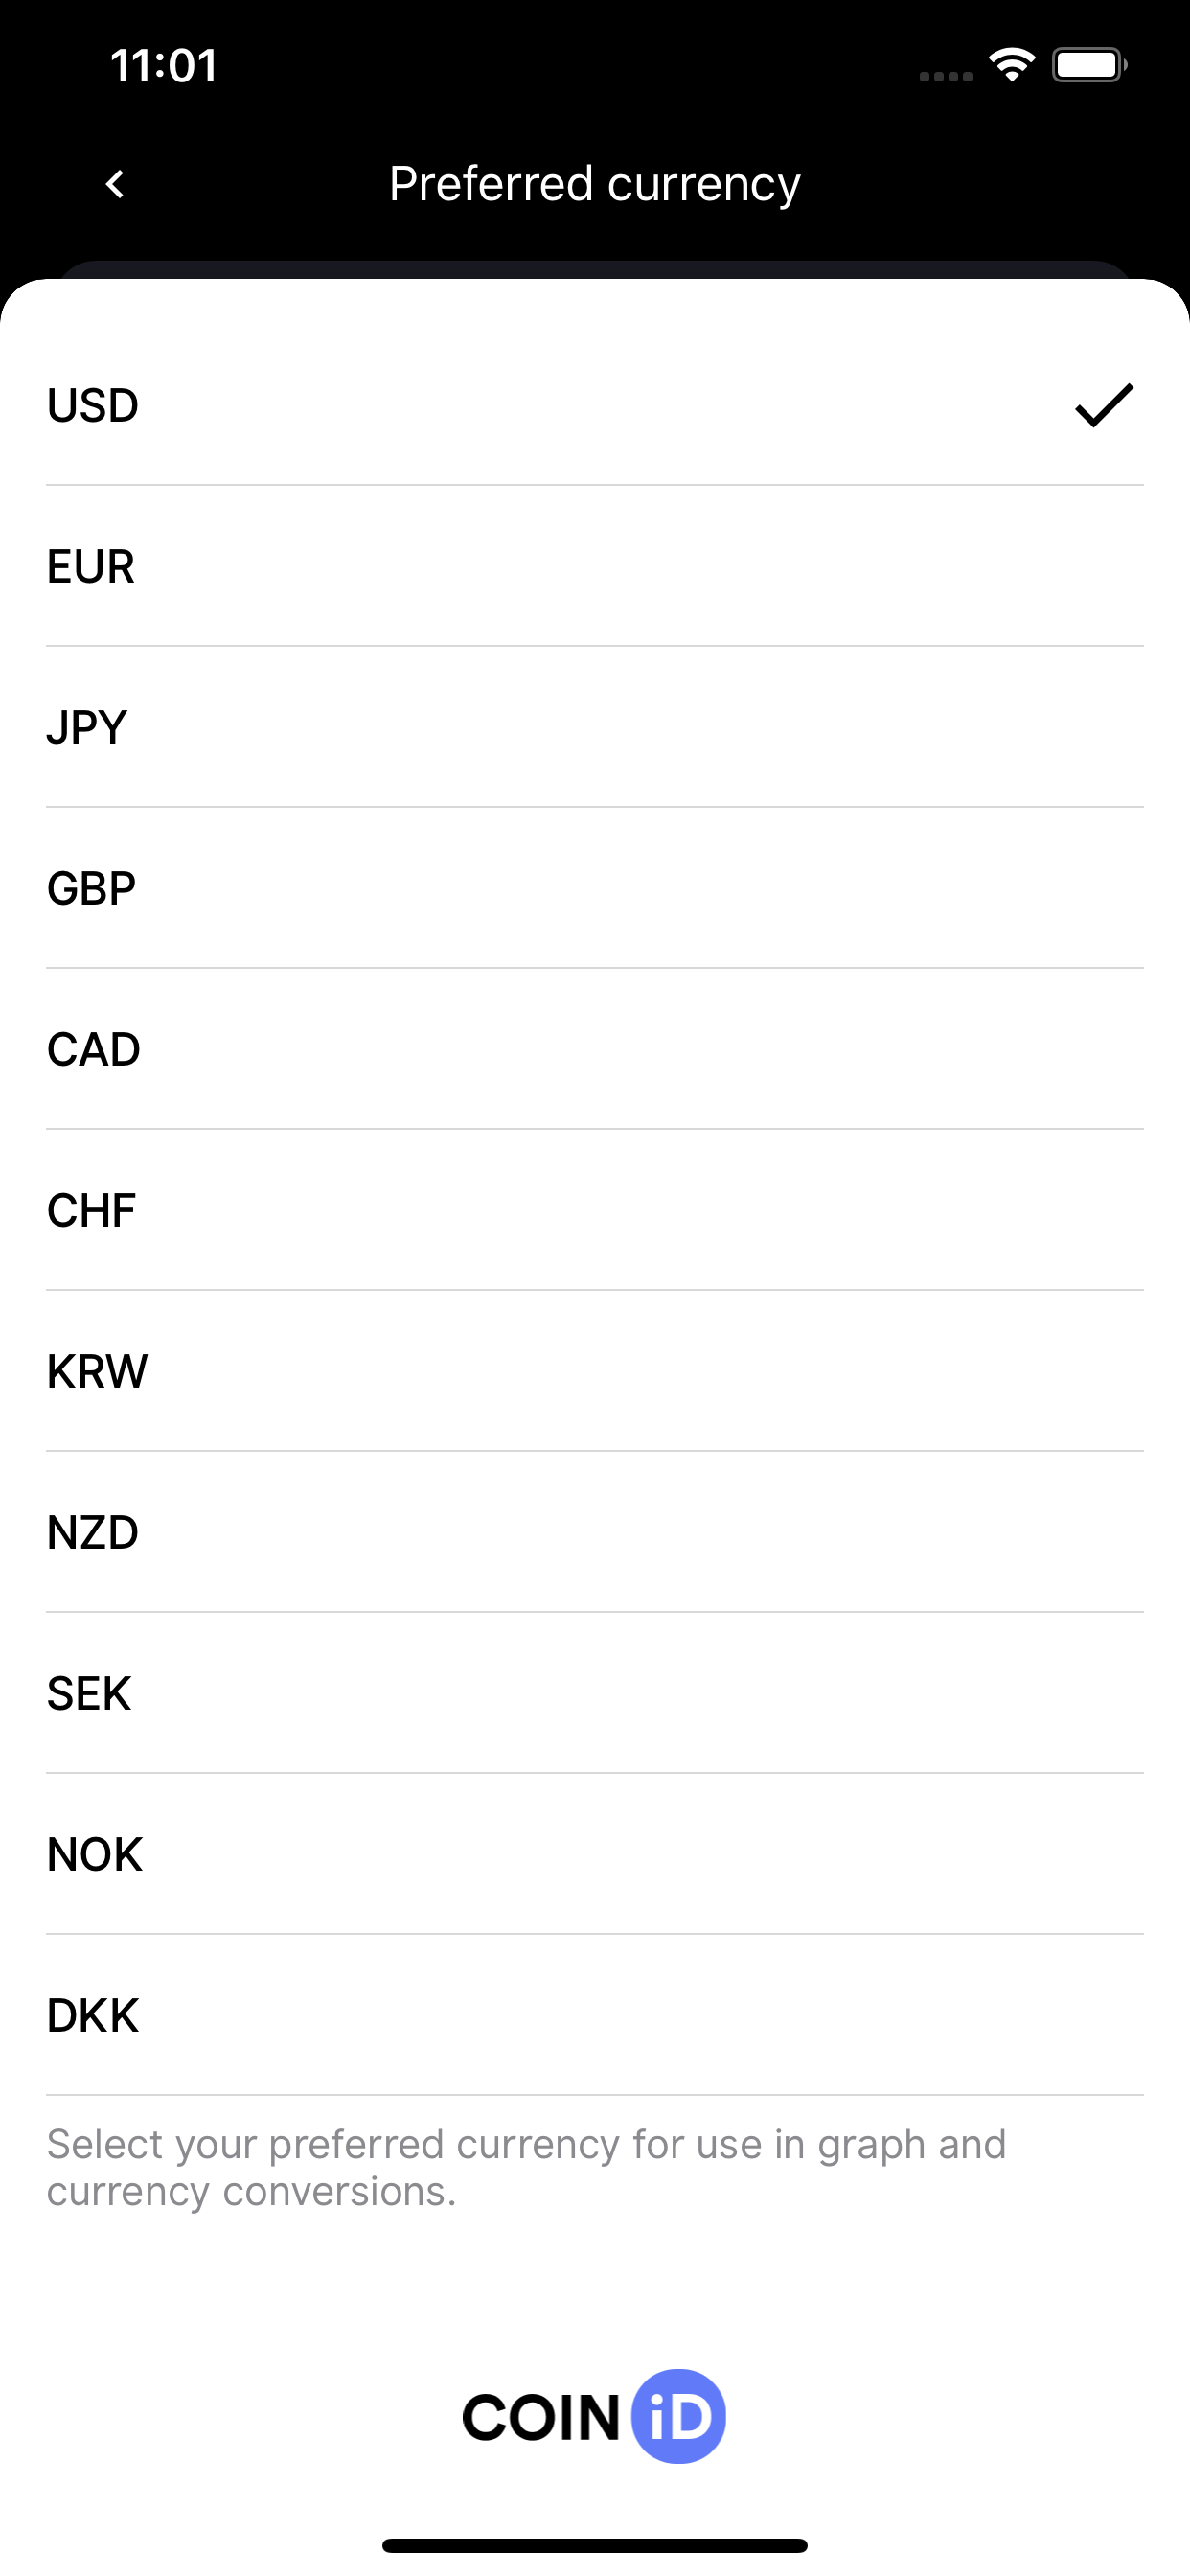 11:01
Preferred currency
USD
EUR
JPY
GBP
CAD
CHF
KRW
NZD
SEK
NOK
DKK
Select your preferred currency for use in graph and
currency conversions.
COIN iD